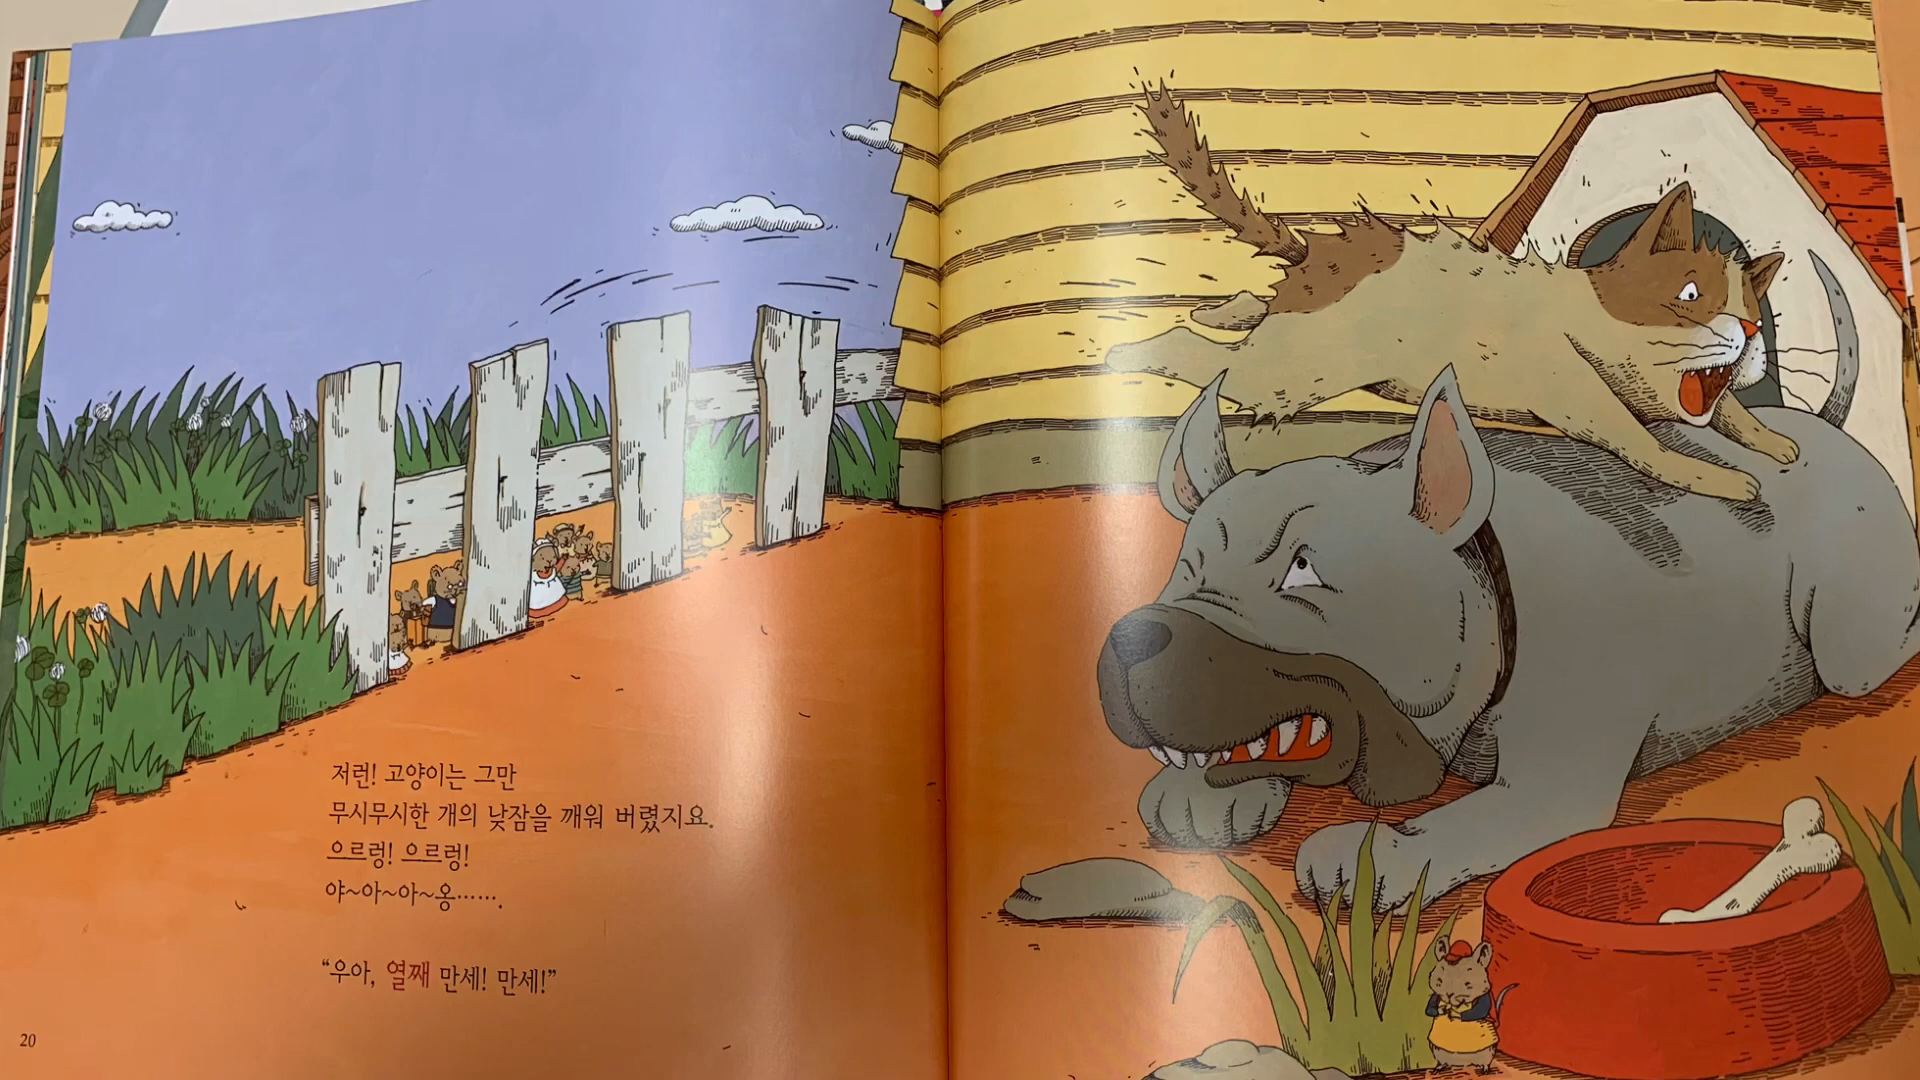 저런! 고양이는 그만
무시무시한 개의 낮잠을 깨워 버렸지요.
으르렁! 으르렁!
야~아~아~옹…….
“우아, 열째 만세! 만세!”
20